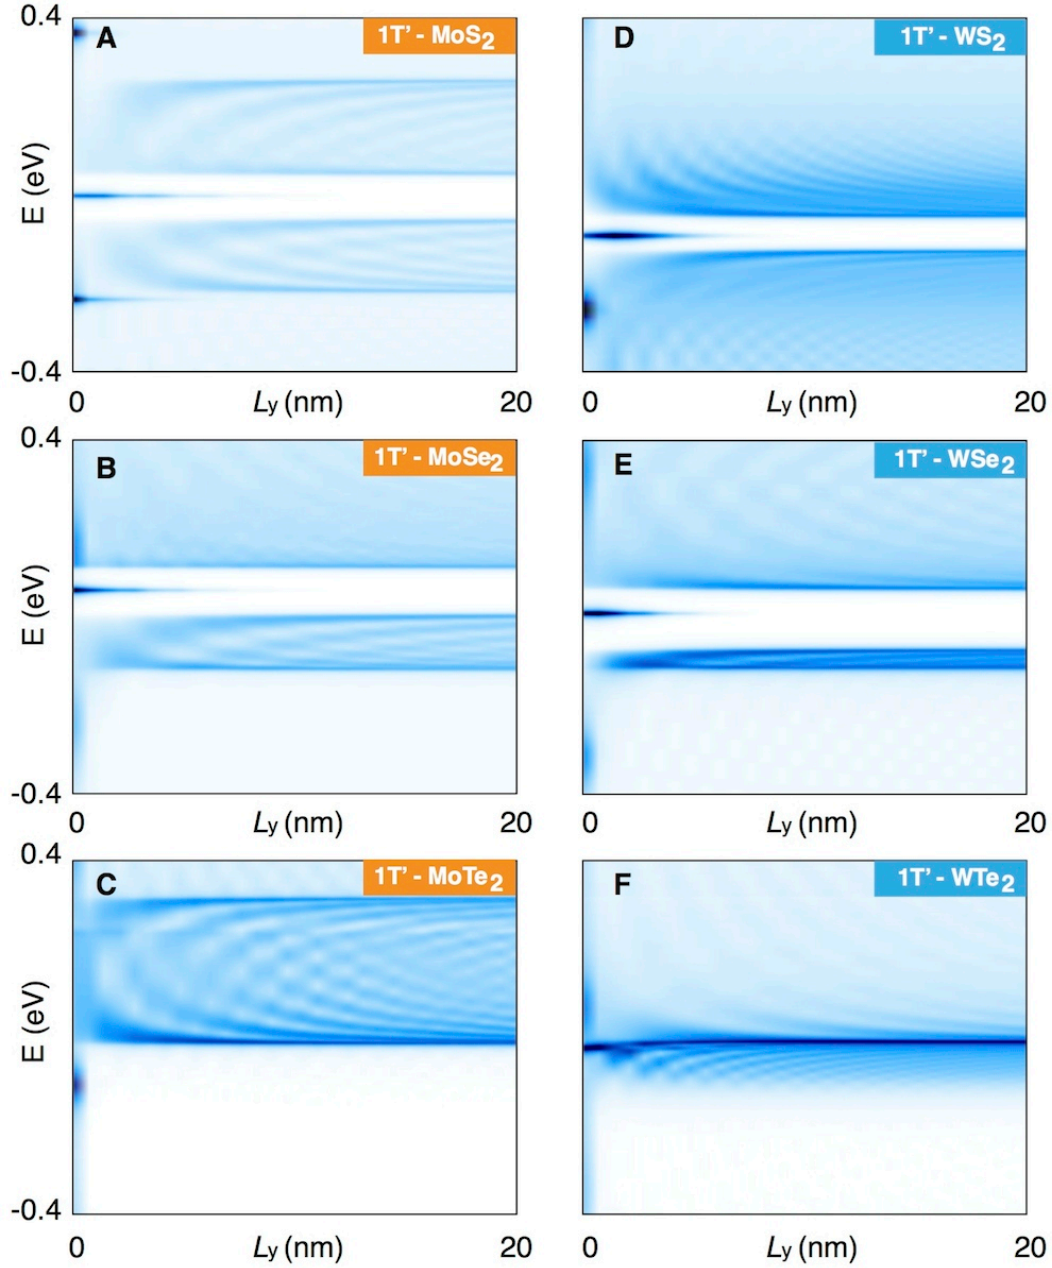 0.4
A
1T' - MoS2
D
1T' - WS2
E (eV)
-0.4
0
Ly (nm)
20
0
Ly (nm)
20
0.4
B
1T' - MoSe2
E
1T' - WSe2
E (eV)
-0.4
0
Ly (nm)
20
0
Ly (nm)
20
0.4
C
1T' - MoTe2
F
1T' - WTe2
E (eV)
-0.4
0
Ly (nm)
20
0
Ly (nm)
20